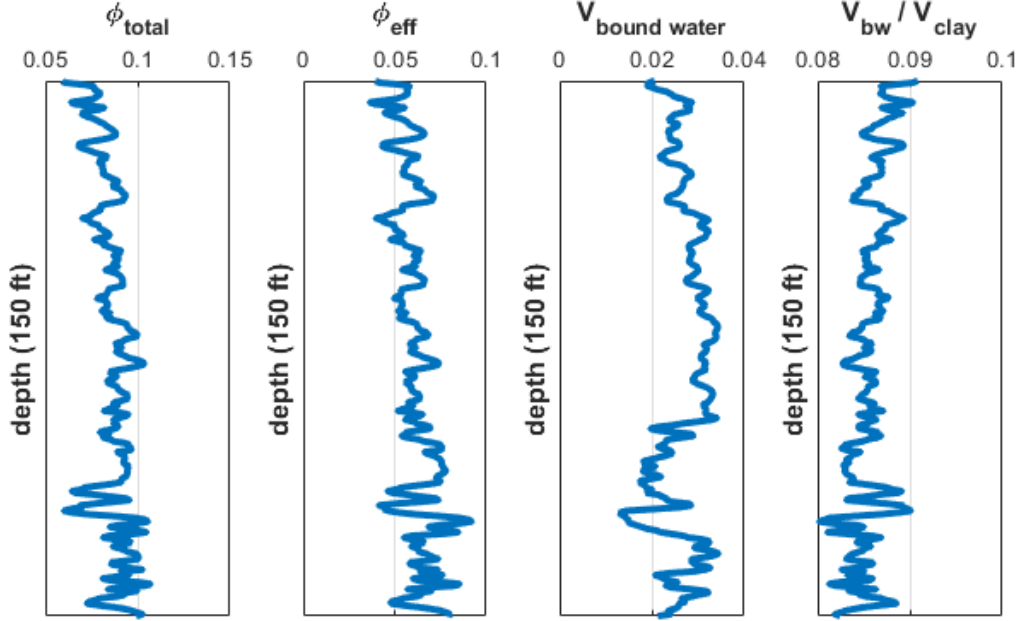 ϕtotal
0.05 0.1 0.15
depth (150 ft)
ϕeff
0 0.05 0.1
depth (150 ft)
Vbound water
0 0.02 0.04
depth (150 ft)
Vbw / Vclay
0.08 0.09 0.1
depth (150 ft)